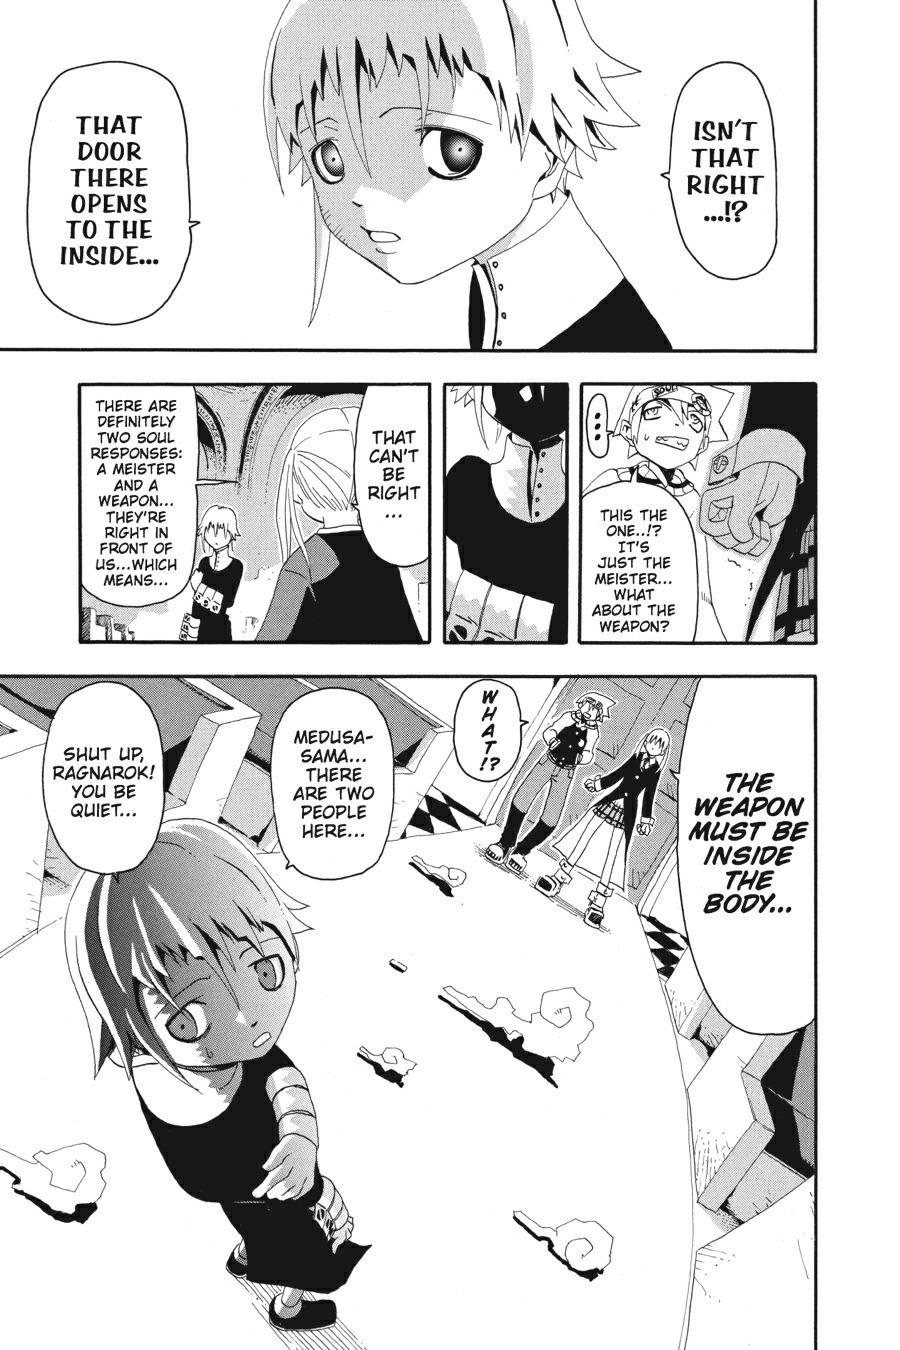 ISN'T
THAT
RIGHT
...!?
THAT
DOOR
THERE
OPENS
TO THE
INSIDE...
SOUL
...
THIS THE
ONE..!?
IT'S
JUST THE
MEISTER...
WHAT
ABOUT THE
WEAPON?
THAT
CAN'T
BE
RIGHT
...
THERE ARE
DEFINITELY
TWO SOUL
RESPONSES:
A MEISTER
AND A
WEAPON...
THEY'RE
RIGHT IN
FRONT OF
US...WHICH
MEANS...
THE
WEAPON
MUST BE
INSIDE
THE
BODY...
WHAT!?
MEDUSA-
SAMA...
THERE
ARE TWO
PEOPLE
HERE...
SHUT UP,
RAGNAROK!
YOU BE
QUIET...